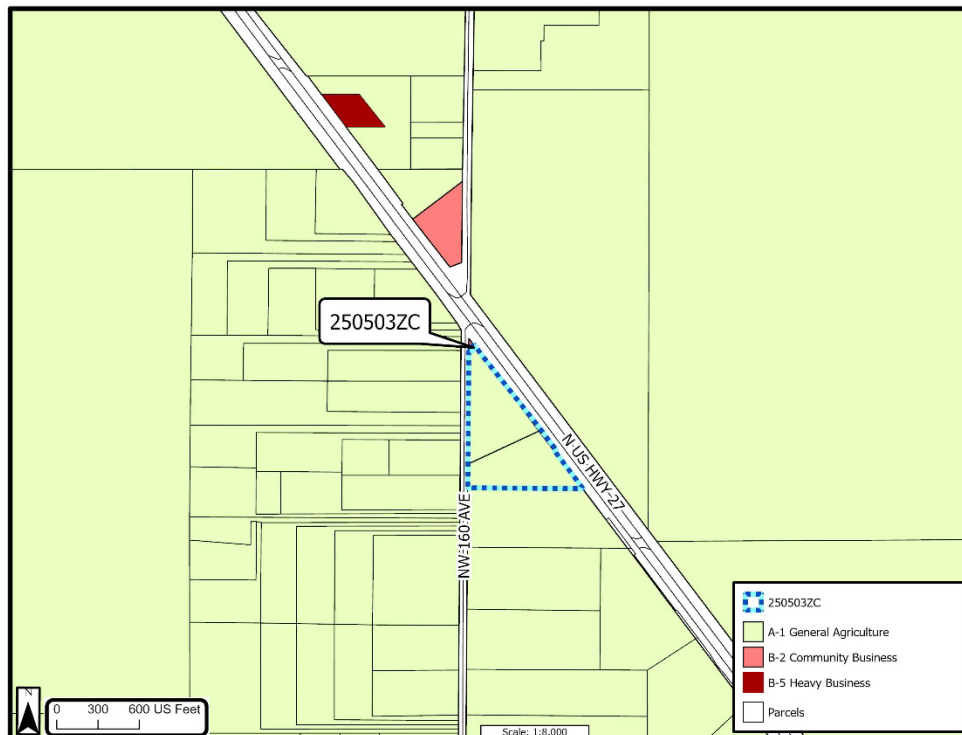 250503ZC
N US HWY 27
NW 160 AVE
250503ZC
A-1 General Agriculture
B-2 Community Business
B-5 Heavy Business
Parcels
N
0 300 600 US Feet
Scale: 1:8,000